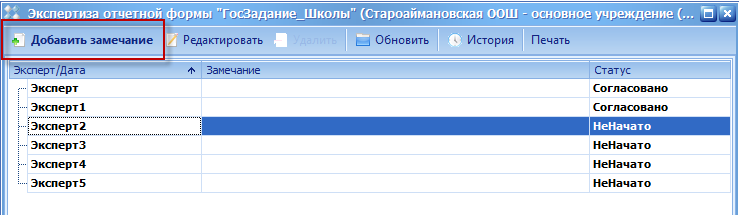 Экспертиза отчетной формы "ГосЗадание_Школы" (Староаймановская ООШ - основное учреждение (...
Добавить замечание Редактировать Удалить Обновить История Печать
Эксперт/Дата Замечание Статус
Эксперт Согласовано
Эксперт1 Согласовано
Эксперт2 НеНачато
Эксперт3 НеНачато
Эксперт4 НеНачато
Эксперт5 НеНачато